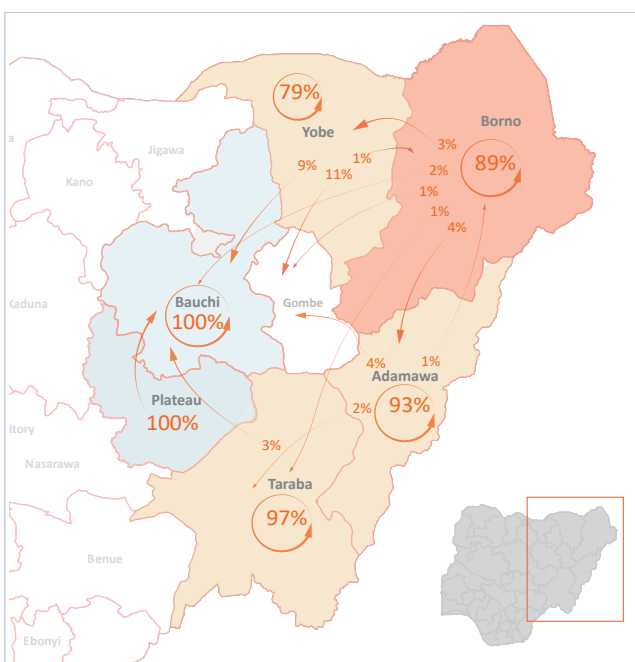 79%
Yobe
Borno
3%
1%
9%
11%
2%
89%
1%
1%
4%
Jigawa
Kano
a
Kaduna
Bauchi
100%
Gombe
4%
1%
Adamawa
93%
2%
Plateau
100%
itory
3%
Nasarawa
Taraba
97%
Benue
Ebonyi